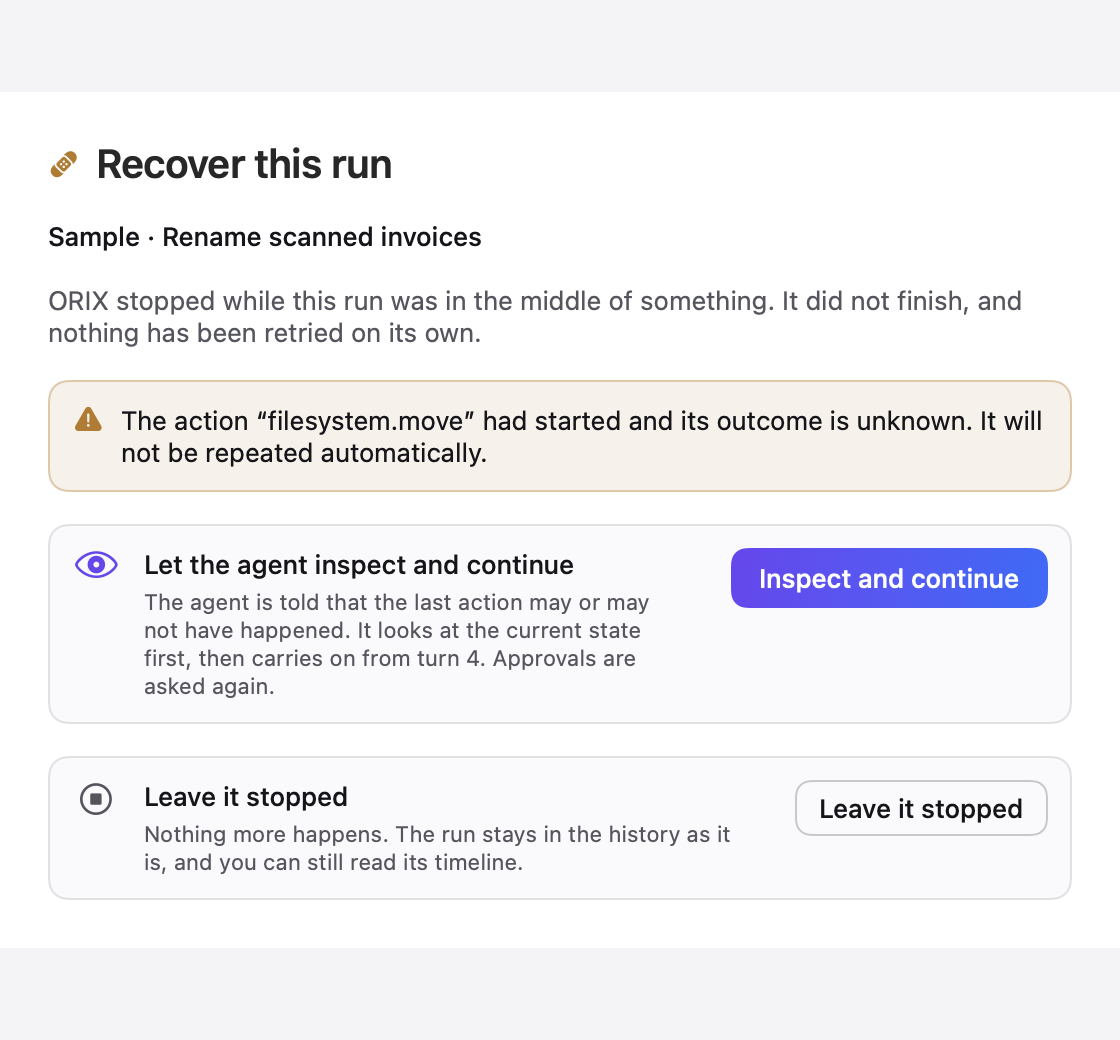 Recover this run
Sample · Rename scanned invoices
ORIX stopped while this run was in the middle of something. It did not finish, and
nothing has been retried on its own.
The action “filesystem.move” had started and its outcome is unknown. It will
not be repeated automatically.
Let the agent inspect and continue
Inspect and continue
The agent is told that the last action may or may
not have happened. It looks at the current state
first, then carries on from turn 4. Approvals are
asked again.
Leave it stopped
Leave it stopped
Nothing more happens. The run stays in the history as it
is, and you can still read its timeline.